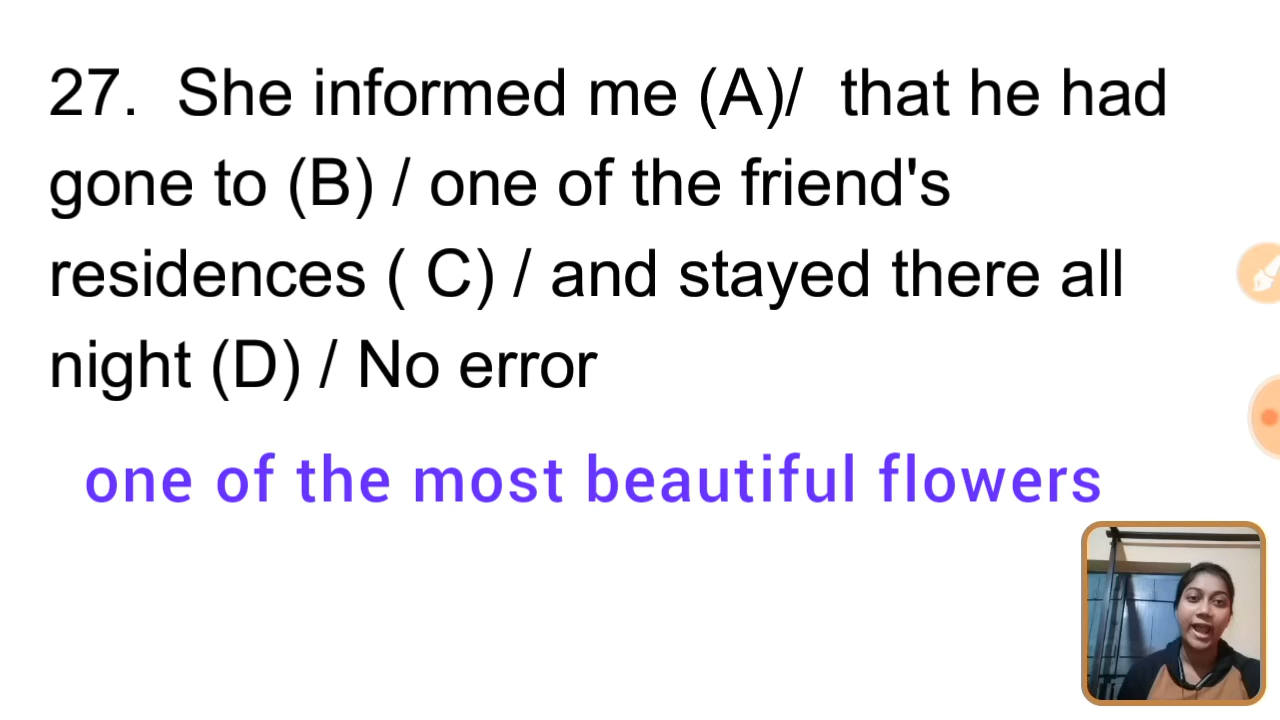 27. She informed me (A)/ that he had
gone to (B) / one of the friend's
residences ( C) / and stayed there all
night (D) / No error
one of the most beautiful flowers